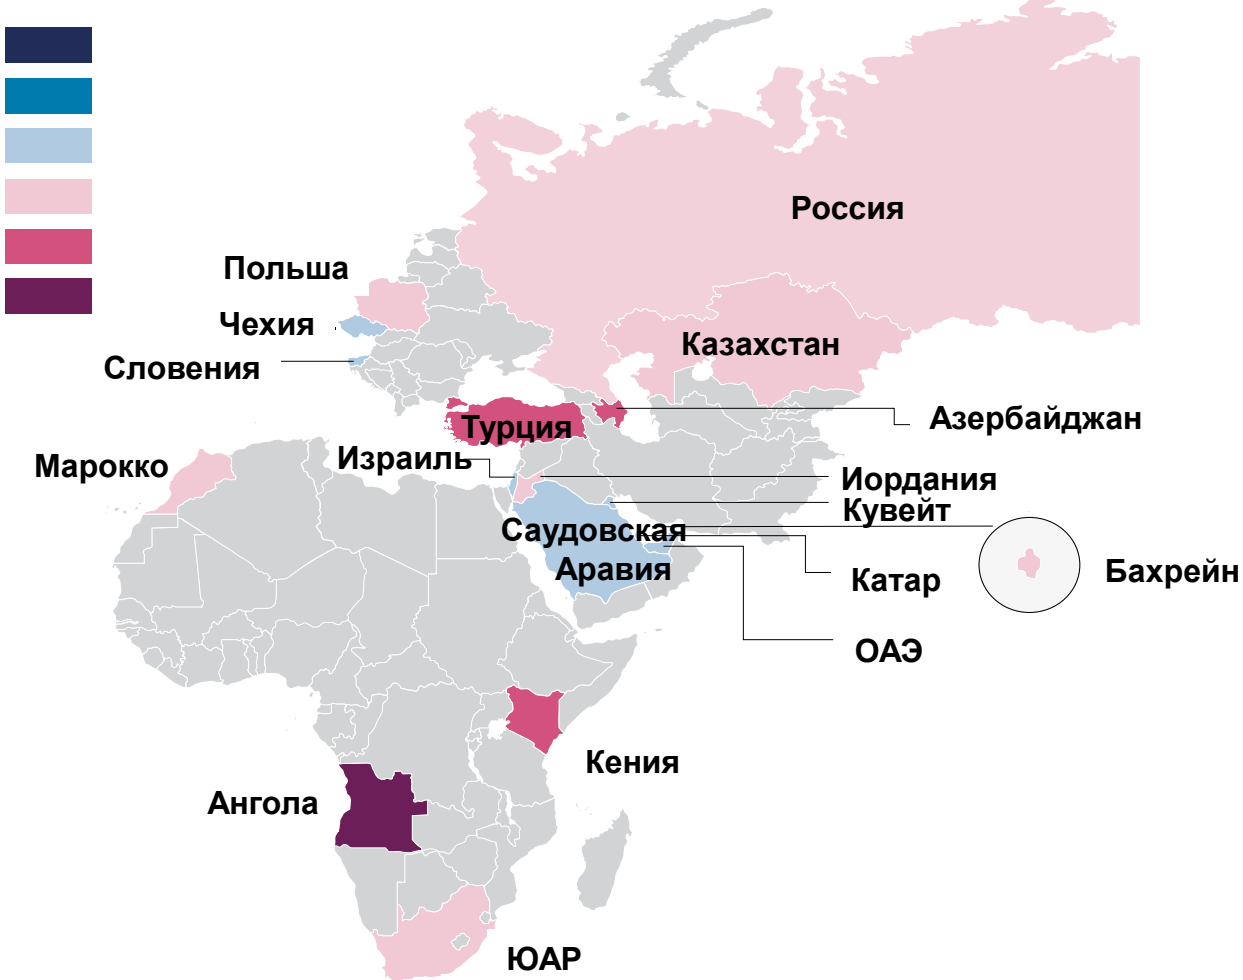 Россия
Польша
Чехия
Казахстан
Словения
Азербайджан
Турция
Израиль
Марокко
Иордания
Кувейт
Саудовская
Аравия
Катар
Бахрейн
ОАЭ
Кения
Ангола
ЮАР